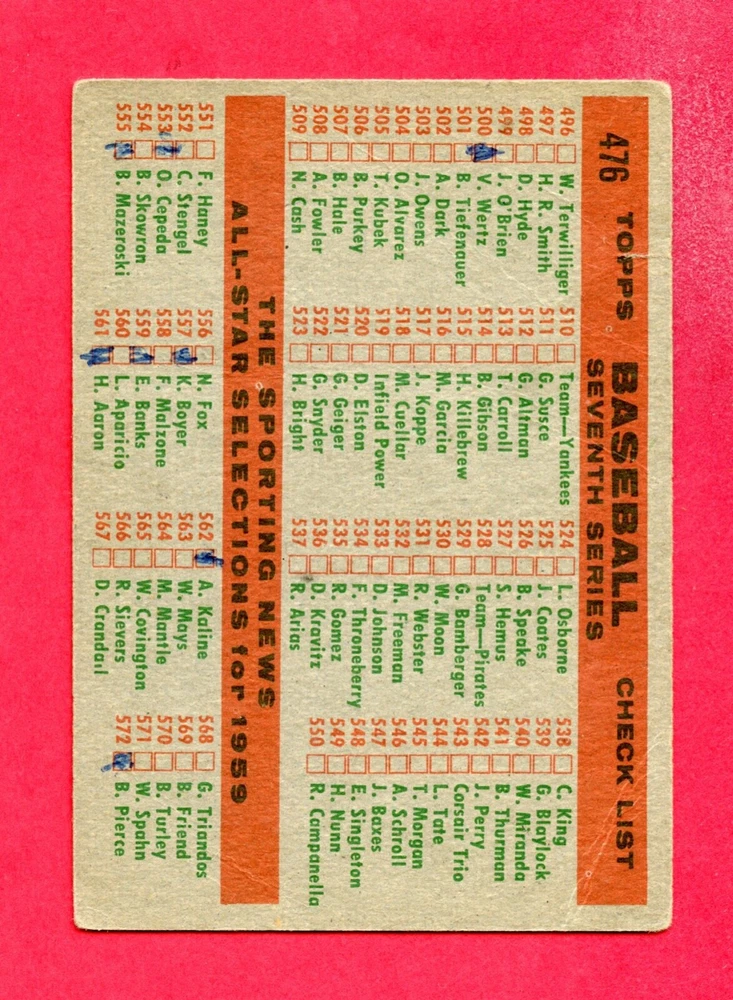 476 TOPPS BASEBALL CHECK LIST
SEVENTH SERIES
496 W. Terwilliger
497 H. R. Smith
498 D. Hyde
499 J. O'Brien
500 V. Wertz
501 B. Tiefenauer
502 A. Dark
503 J. Owens
504 O. Alvarez
505 T. Kubek
506 B. Purkey
507 B. Hale
508 A. Fowler
509 N. Cash
510 Team—Yankees
511 G. Susce
512 G. Altman
513 T. Carroll
514 B. Gibson
515 H. Killebrew
516 M. Garcia
517 J. Koppe
518 M. Cuellar
519 Infield Power
520 D. Elston
521 G. Geiger
522 G. Snyder
523 H. Bright
524 L. Osborne
525 J. Coates
526 B. Speake
527 S. Hemus
528 Team—Pirates
529 G. Bamberger
530 W. Moon
531 R. Webster
532 M. Freeman
533 D. Johnson
534 F. Throneberry
535 R. Gomez
536 D. Kravitz
537 R. Arias
538 C. King
539 G. Blaylock
540 W. Miranda
541 B. Thurman
542 J. Perry
543 Corsair Trio
544 L. Tate
545 T. Morgan
546 A. Schroll
547 J. Baxes
548 E. Singleton
549 H. Nunn
550 R. Campanella
THE SPORTING NEWS
ALL-STAR SELECTIONS for 1959
551 F. Haney
552 C. Stengel
553 O. Cepeda
554 B. Skowron
555 B. Mazeroski
556 N. Fox
557 K. Boyer
558 F. Malzone
559 E. Banks
560 L. Aparicio
561 H. Aaron
562 A. Kaline
563 W. Mays
564 M. Mantle
565 W. Covington
566 R. Sievers
567 D. Crandall
568 G. Triandos
569 B. Friend
570 B. Turley
571 W. Spahn
572 B. Pierce